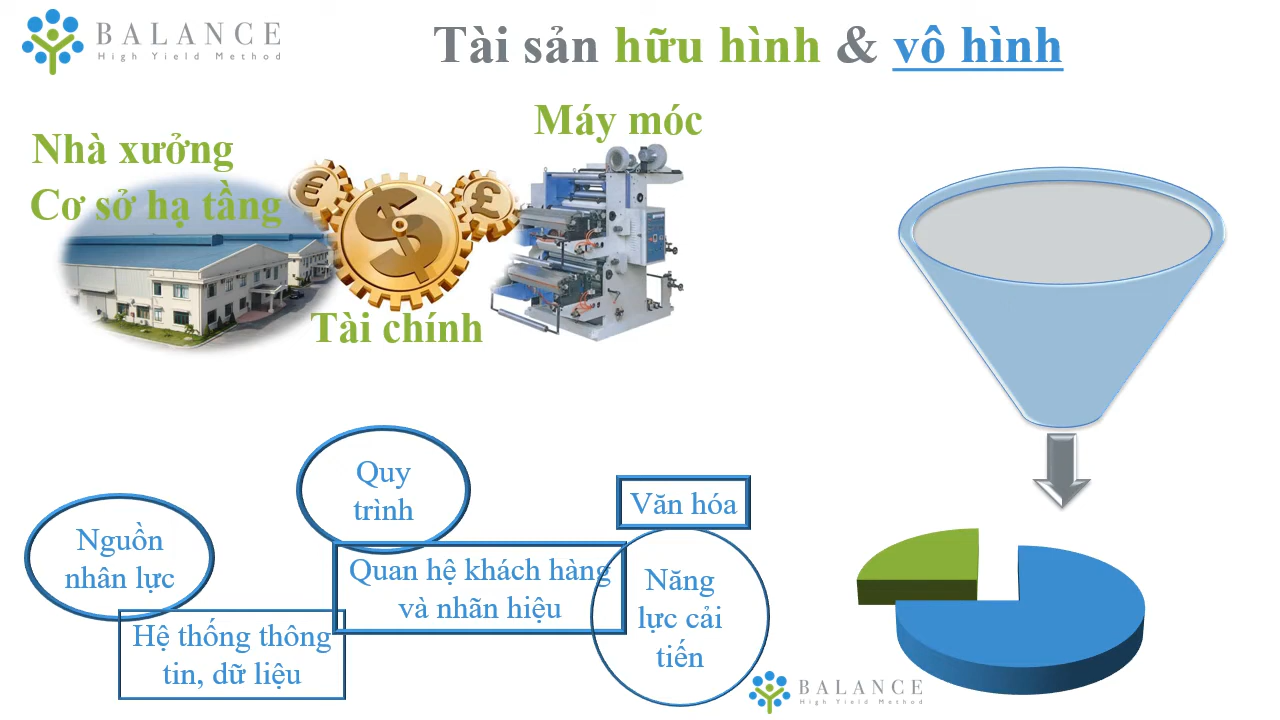 BALANCE
High Yield Method
Tài sản hữu hình & vô hình
Máy móc
Nhà xưởng
Cơ sở hạ tầng
€
$
£
Tài chính
Quy
trình
Văn hóa
Nguồn
nhân lực
Quan hệ khách hàng
và nhãn hiệu
Năng
lực cải
tiến
Hệ thống thông
tin, dữ liệu
BALANCE
High Yield Method